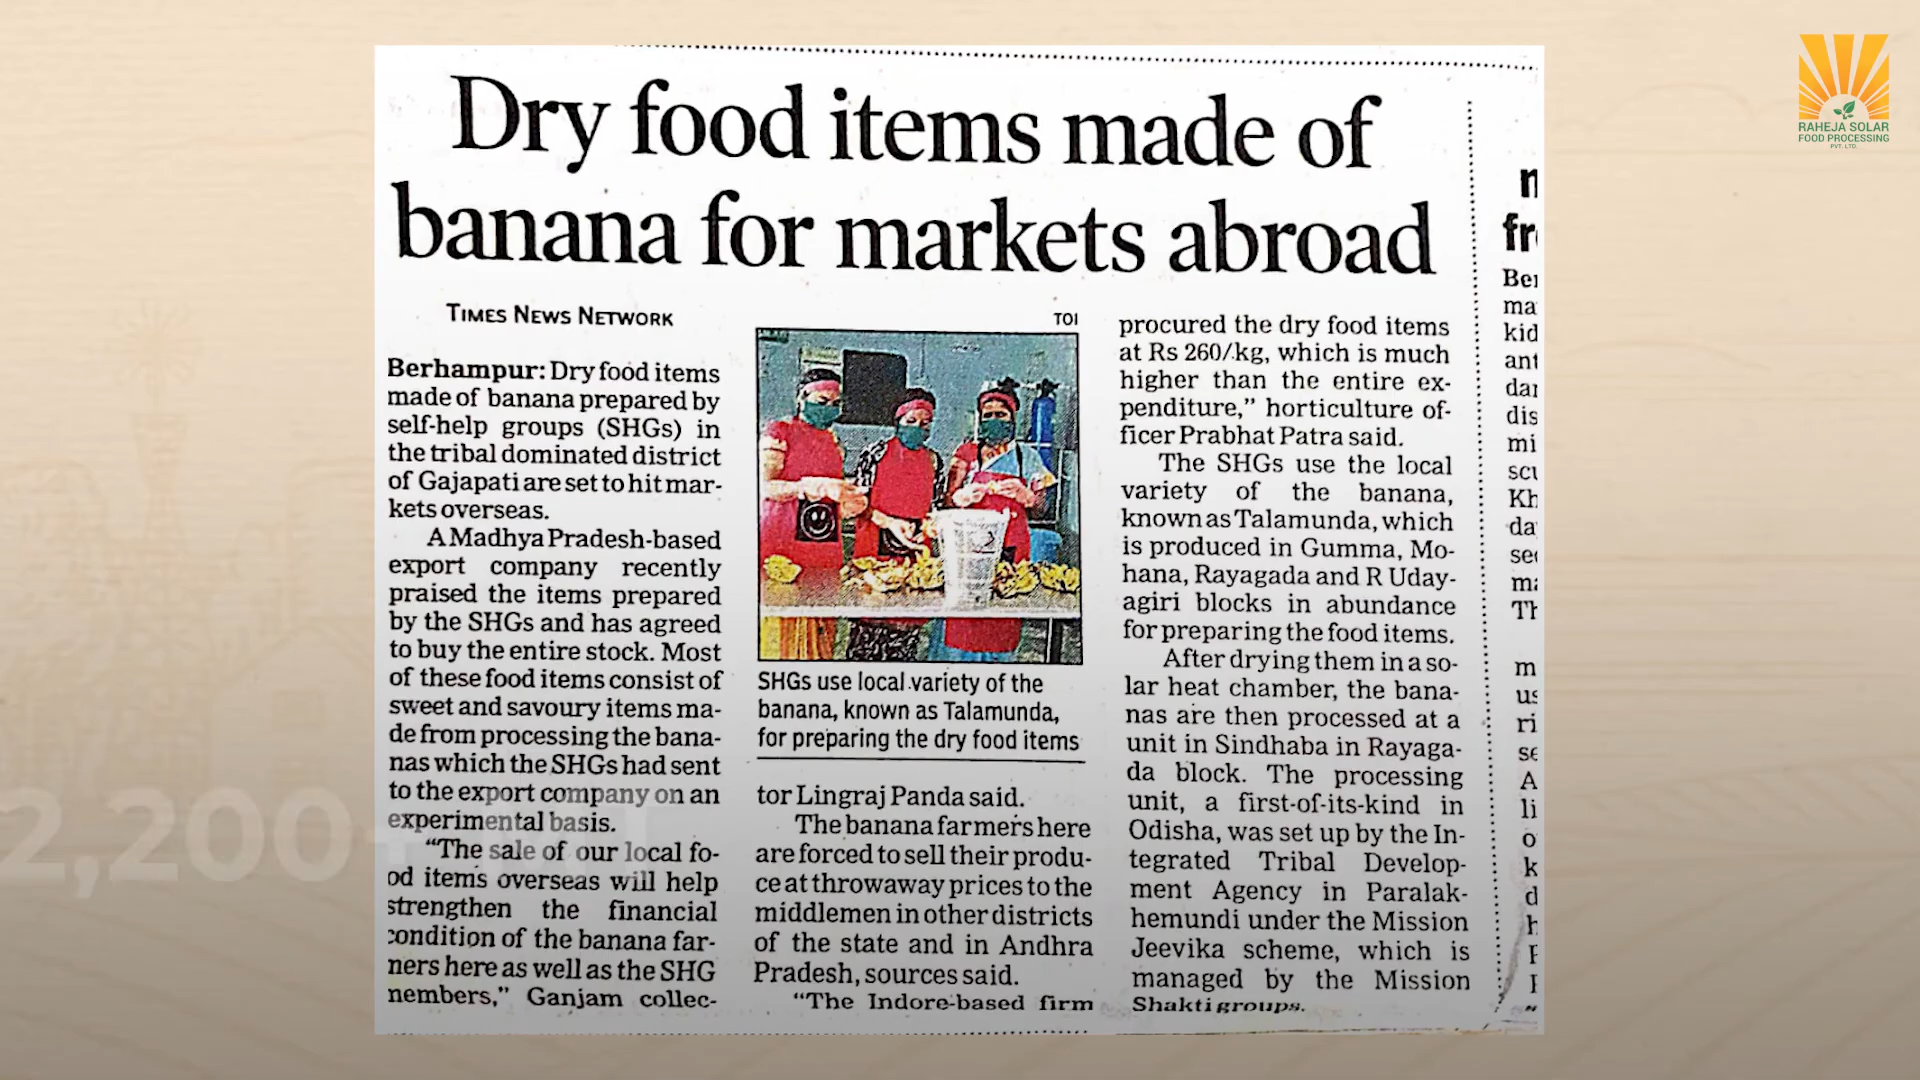 Dry food items made of
banana for markets abroad
TIMES NEWS NETWORK
Berhampur: Dry food items
made of banana prepared by
self-help groups (SHGs) in
the tribal dominated district
of Gajapati are set to hit mar-
kets overseas.
A Madhya Pradesh-based
export company recently
praised the items prepared
by the SHGs and has agreed
to buy the entire stock. Most
of these food items consist of
sweet and savoury items ma-
de from processing the bana-
nas which the SHGs had sent
to the export company on an
experimental basis.
“The sale of our local fo-
od items overseas will help
strengthen the financial
condition of the banana far-
ners here as well as the SHG
nembers,” Ganjam collec-
TOI
SHGs use local variety of the
banana, known as Talamunda,
for preparing the dry food items
tor Lingraj Panda said.
The banana farmers here
are forced to sell their produ-
ce at throwaway prices to the
middlemen in other districts
of the state and in Andhra
Pradesh, sources said.
“The Indore-based firm
procured the dry food items
at Rs 260/kg, which is much
higher than the entire ex-
penditure,” horticulture of-
ficer Prabhat Patra said.
The SHGs use the local
variety of the banana,
known as Talamunda, which
is produced in Gumma, Mo-
hana, Rayagada and R Uday-
agiri blocks in abundance
for preparing the food items.
After drying them in a so-
lar heat chamber, the bana-
nas are then processed at a
unit in Sindhaba in Rayaga-
da block. The processing
unit, a first-of-its-kind in
Odisha, was set up by the In-
tegrated Tribal Develop-
ment Agency in Paralak-
hemundi under the Mission
Jeevika scheme, which is
managed by the Mission
Shakti groups.
RAHEJA SOLAR
FOOD PROCESSING
PVT. LTD.
2,200+